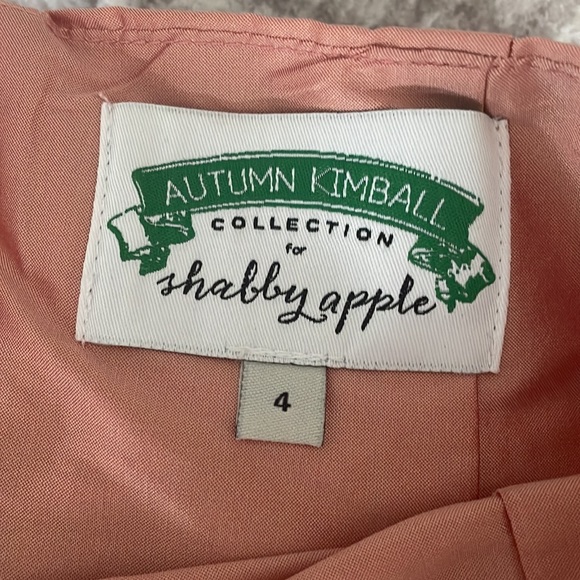 AUTUMN KIMBALL
COLLECTION
for
shabby apple
4